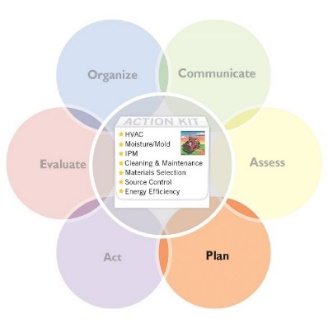 Organize
Communicate
ACTION KIT
HVAC
Moisture/Mold
IPM
Cleaning & Maintenance
Materials Selection
Source Control
Energy Efficiency
Evaluate
Assess
Act
Plan